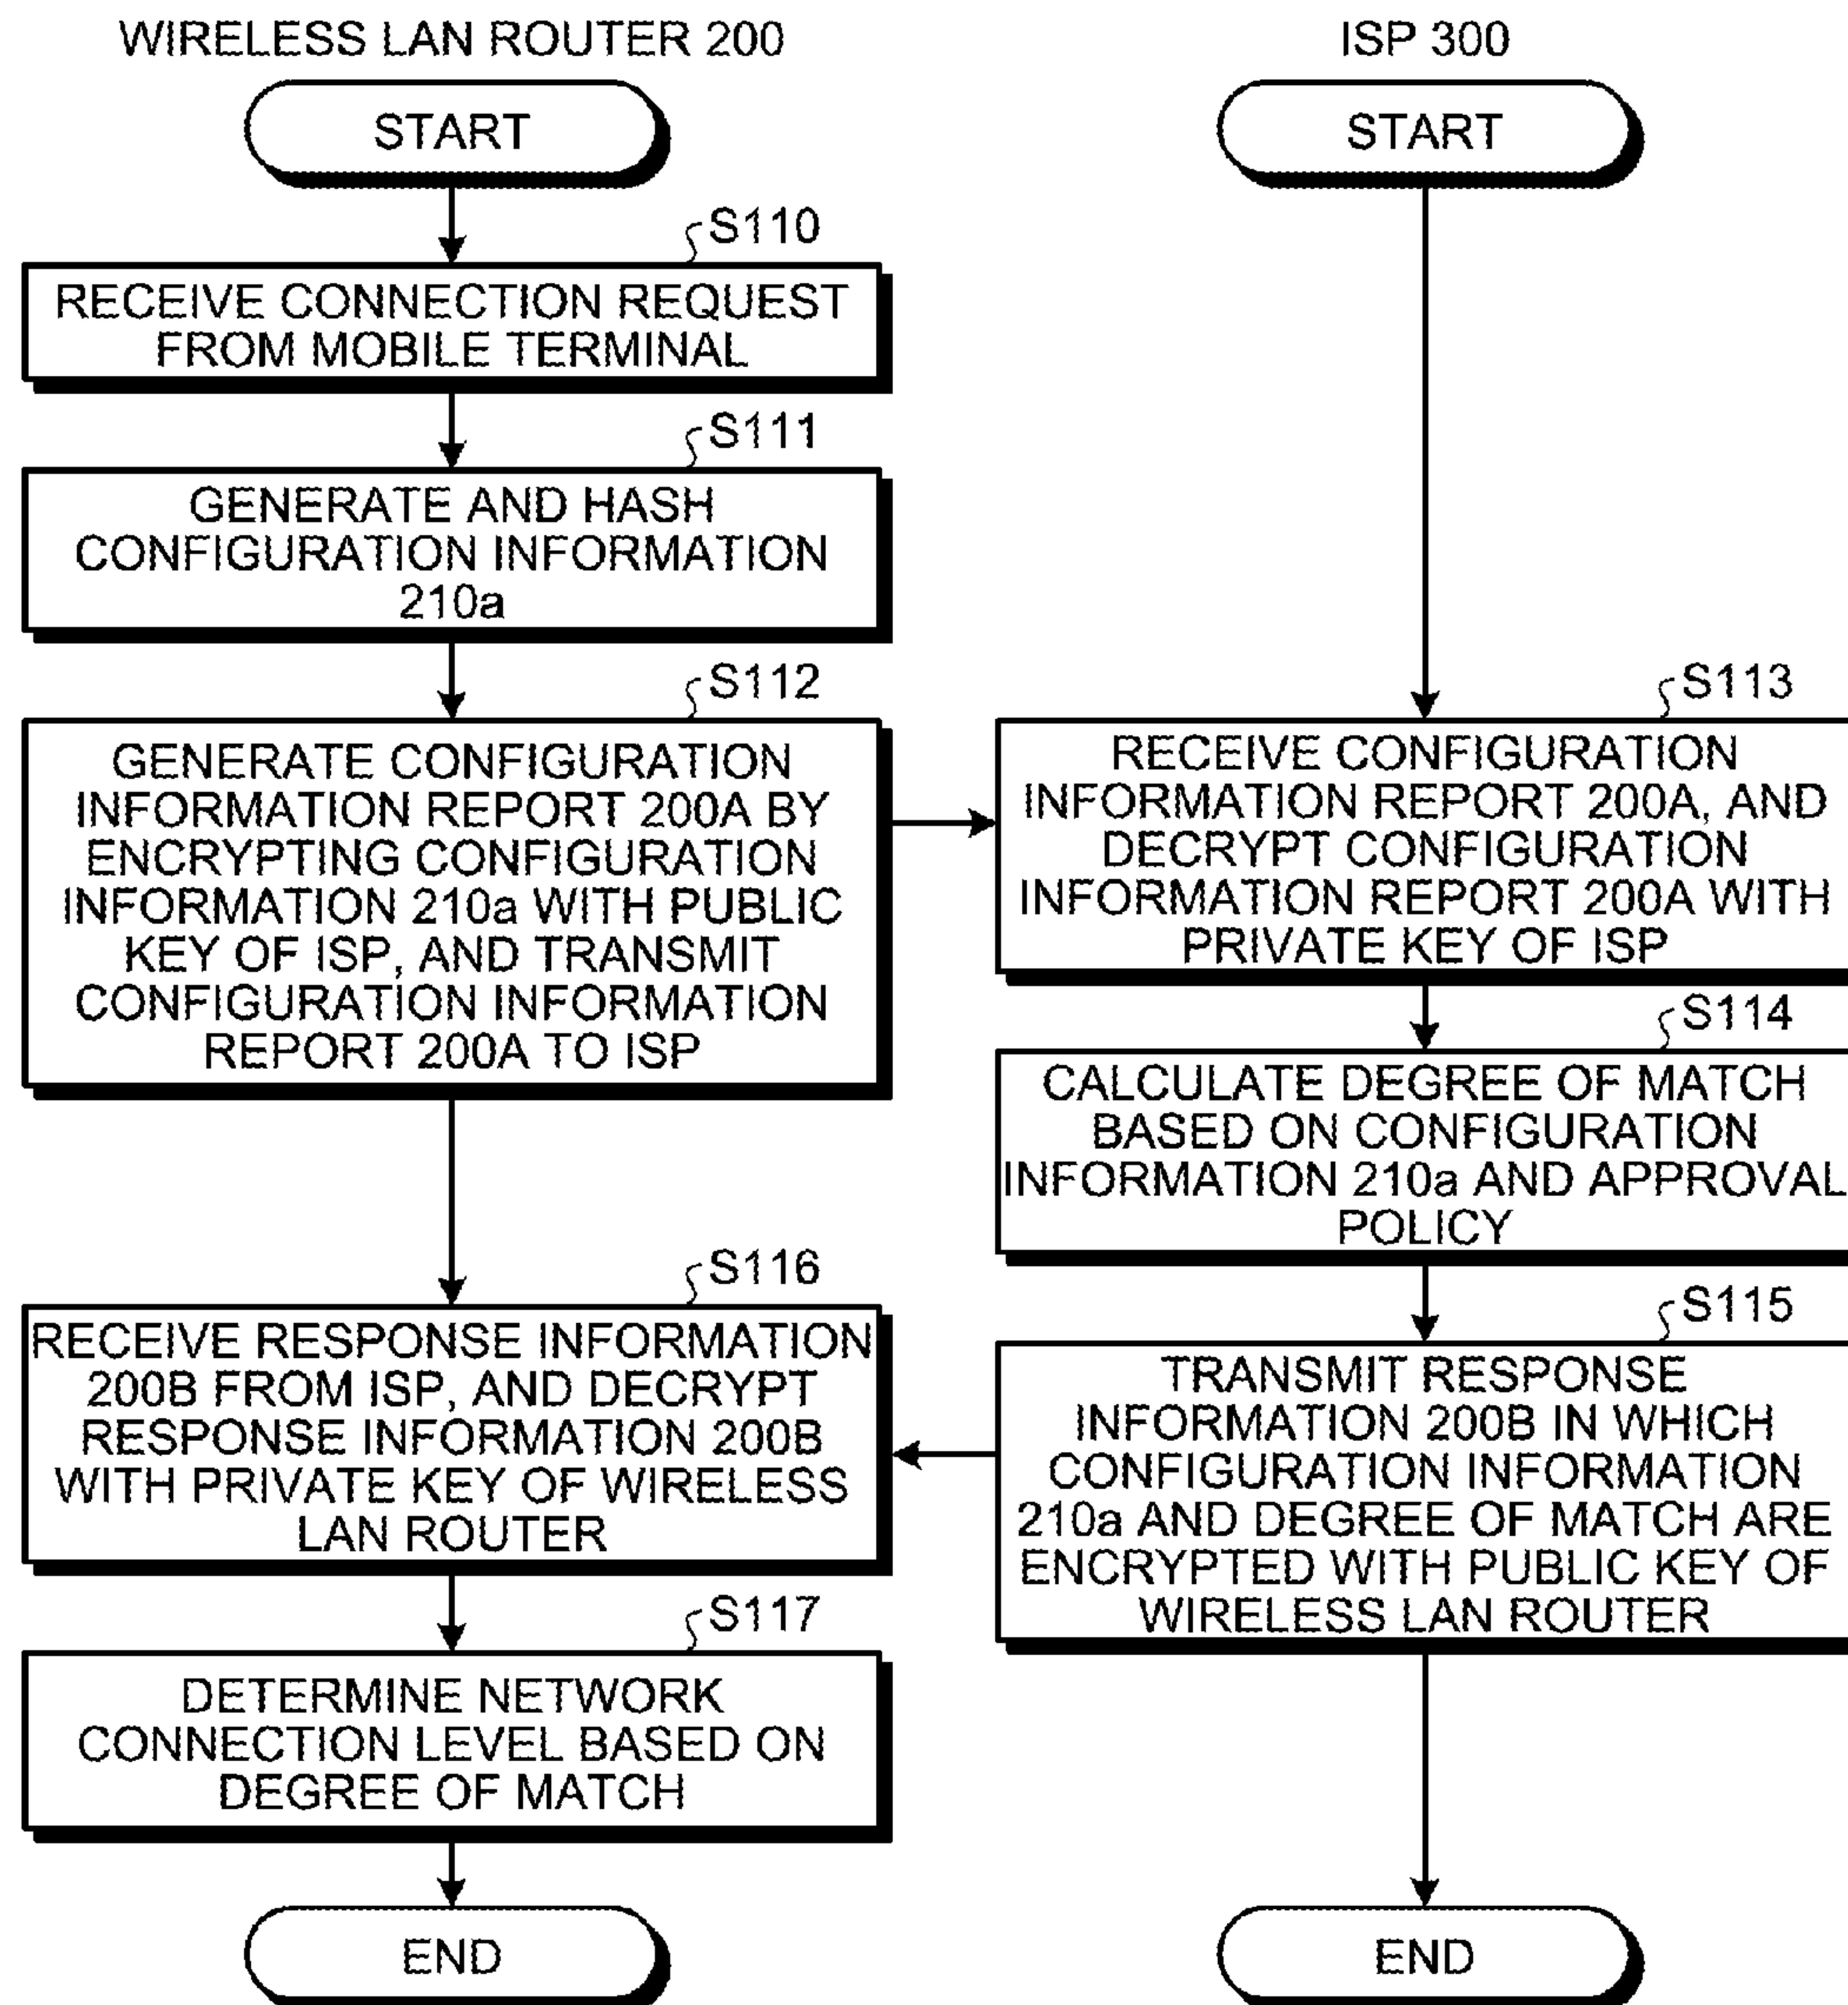 WIRELESS LAN ROUTER 200
START
S110
RECEIVE CONNECTION REQUEST
FROM MOBILE TERMINAL
S111
GENERATE AND HASH
CONFIGURATION INFORMATION
210a
S112
GENERATE CONFIGURATION
INFORMATION REPORT 200A BY
ENCRYPTING CONFIGURATION
INFORMATION 210a WITH PUBLIC
KEY OF ISP, AND TRANSMIT
CONFIGURATION INFORMATION
REPORT 200A TO ISP
S116
RECEIVE RESPONSE INFORMATION
200B FROM ISP, AND DECRYPT
RESPONSE INFORMATION 200B
WITH PRIVATE KEY OF WIRELESS
LAN ROUTER
S117
DETERMINE NETWORK
CONNECTION LEVEL BASED ON
DEGREE OF MATCH
END
ISP 300
START
S113
RECEIVE CONFIGURATION
INFORMATION REPORT 200A, AND
DECRYPT CONFIGURATION
INFORMATION REPORT 200A WITH
PRIVATE KEY OF ISP
S114
CALCULATE DEGREE OF MATCH
BASED ON CONFIGURATION
INFORMATION 210a AND APPROVAL
POLICY
S115
TRANSMIT RESPONSE
INFORMATION 200B IN WHICH
CONFIGURATION INFORMATION
210a AND DEGREE OF MATCH ARE
ENCRYPTED WITH PUBLIC KEY OF
WIRELESS LAN ROUTER
END